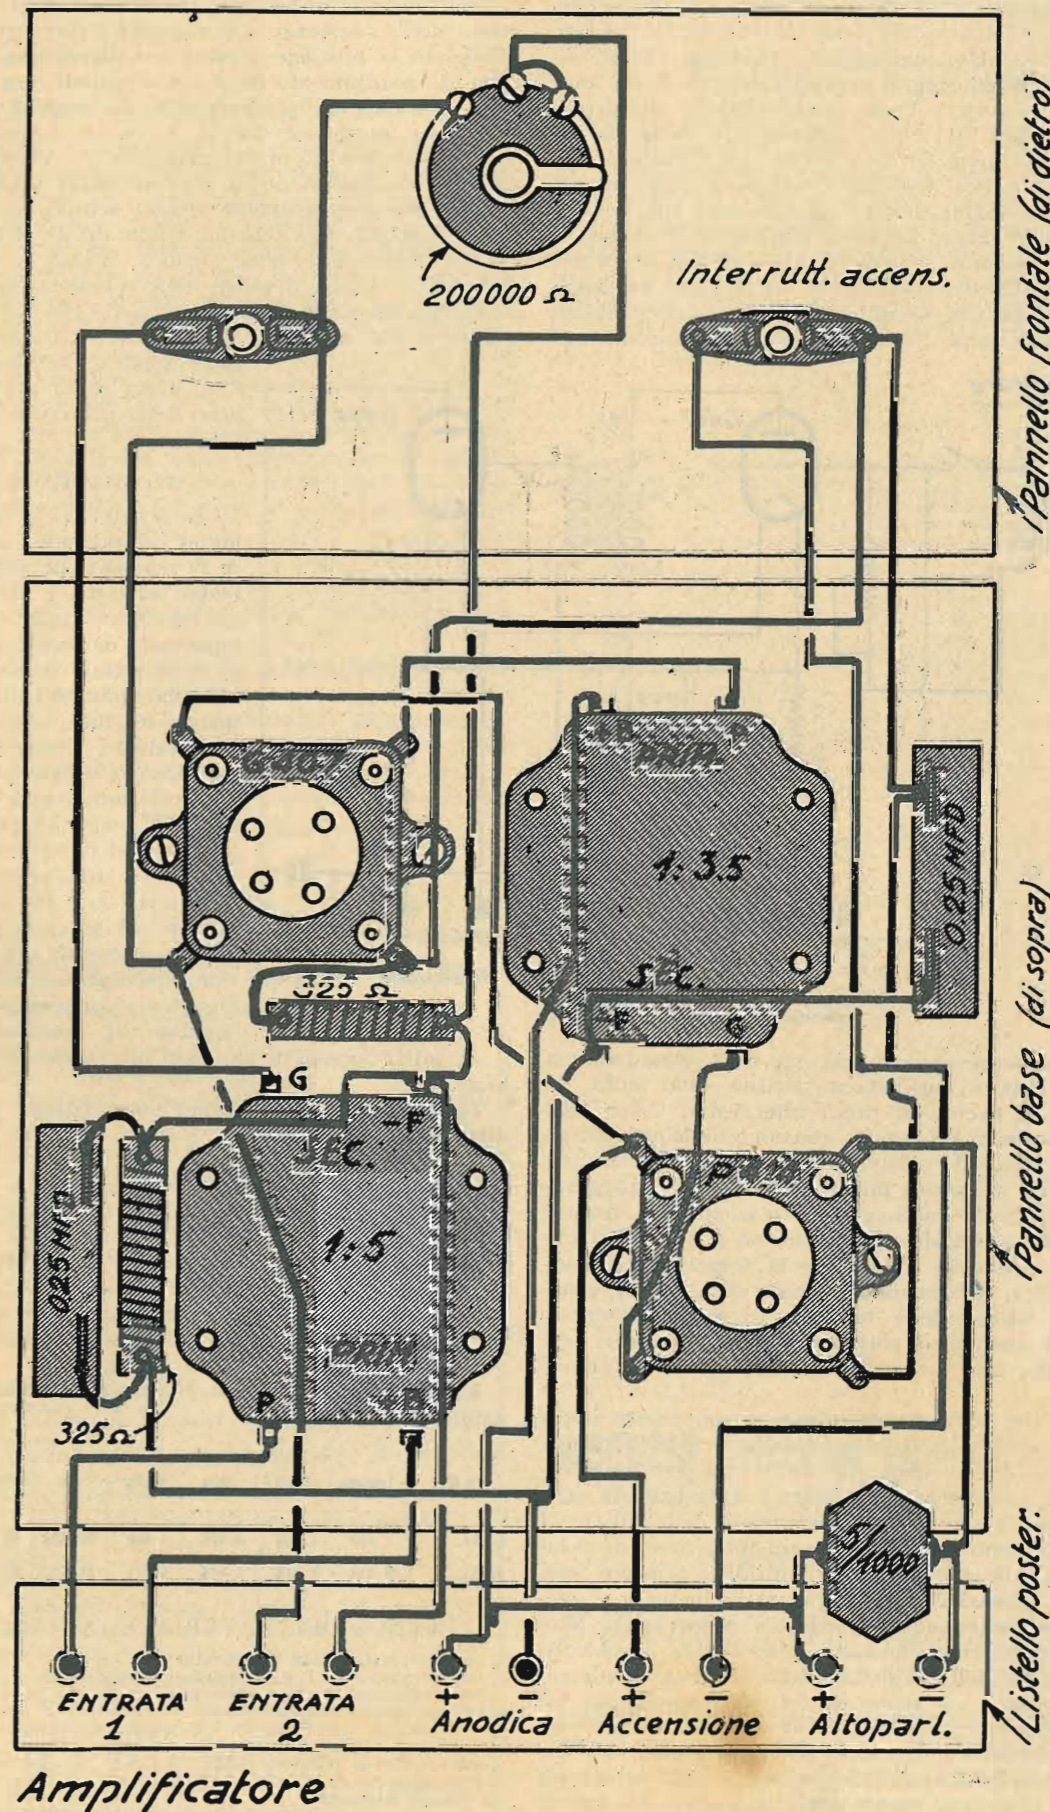 200000 Ω
Interrutt. accens.
Pannello frontale (di dietro)
G 407
+B
P
PRIM
1:3.5
0.25 MFD
325 Ω
SEC.
+F
G
G
-F
SEC.
Pannello base (di sopra)
P
025 MFD
1:5
PRIM
P
+B
325 Ω
5/1000
Listello poster.
+
-
+
-
+
-
ENTRATA
1
ENTRATA
2
Anodica
Accensione
Altoparl.
Amplificatore